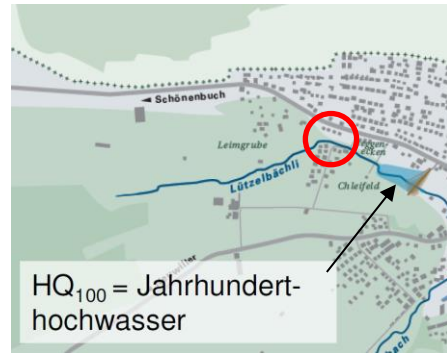 ◄ Schönenbuch
Leimgrube
Lützelbächli
Chleifeld
HQ₁₀₀ = Jahrhundert-
hochwasser